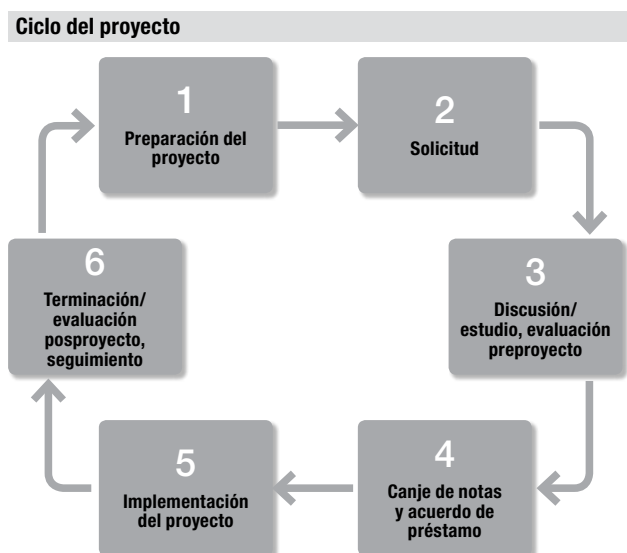 Ciclo del proyecto
1
Preparación del
proyecto
2
Solicitud
3
Discusión/
estudio, evaluación
preproyecto
4
Canje de notas
y acuerdo de
préstamo
5
Implementación
del proyecto
6
Terminación/
evaluación
posproyecto,
seguimiento